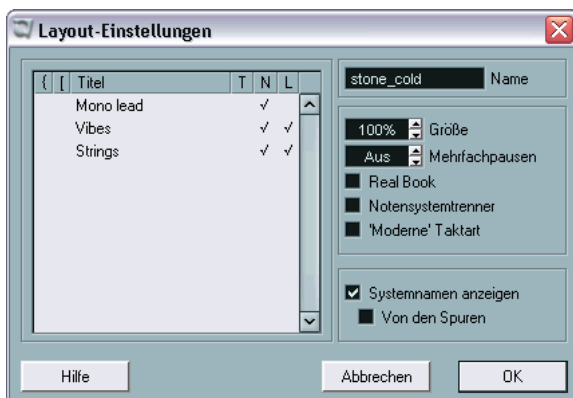 Layout-Einstellungen
{ [ Titel T N L
Mono lead √
Vibes √ √
Strings √ √
stone_cold Name
100% Größe
Aus Mehrfachpausen
Real Book
Notensystemtrenner
'Moderne' Taktart
Systemnamen anzeigen
Von den Spuren
Hilfe
Abbrechen
OK